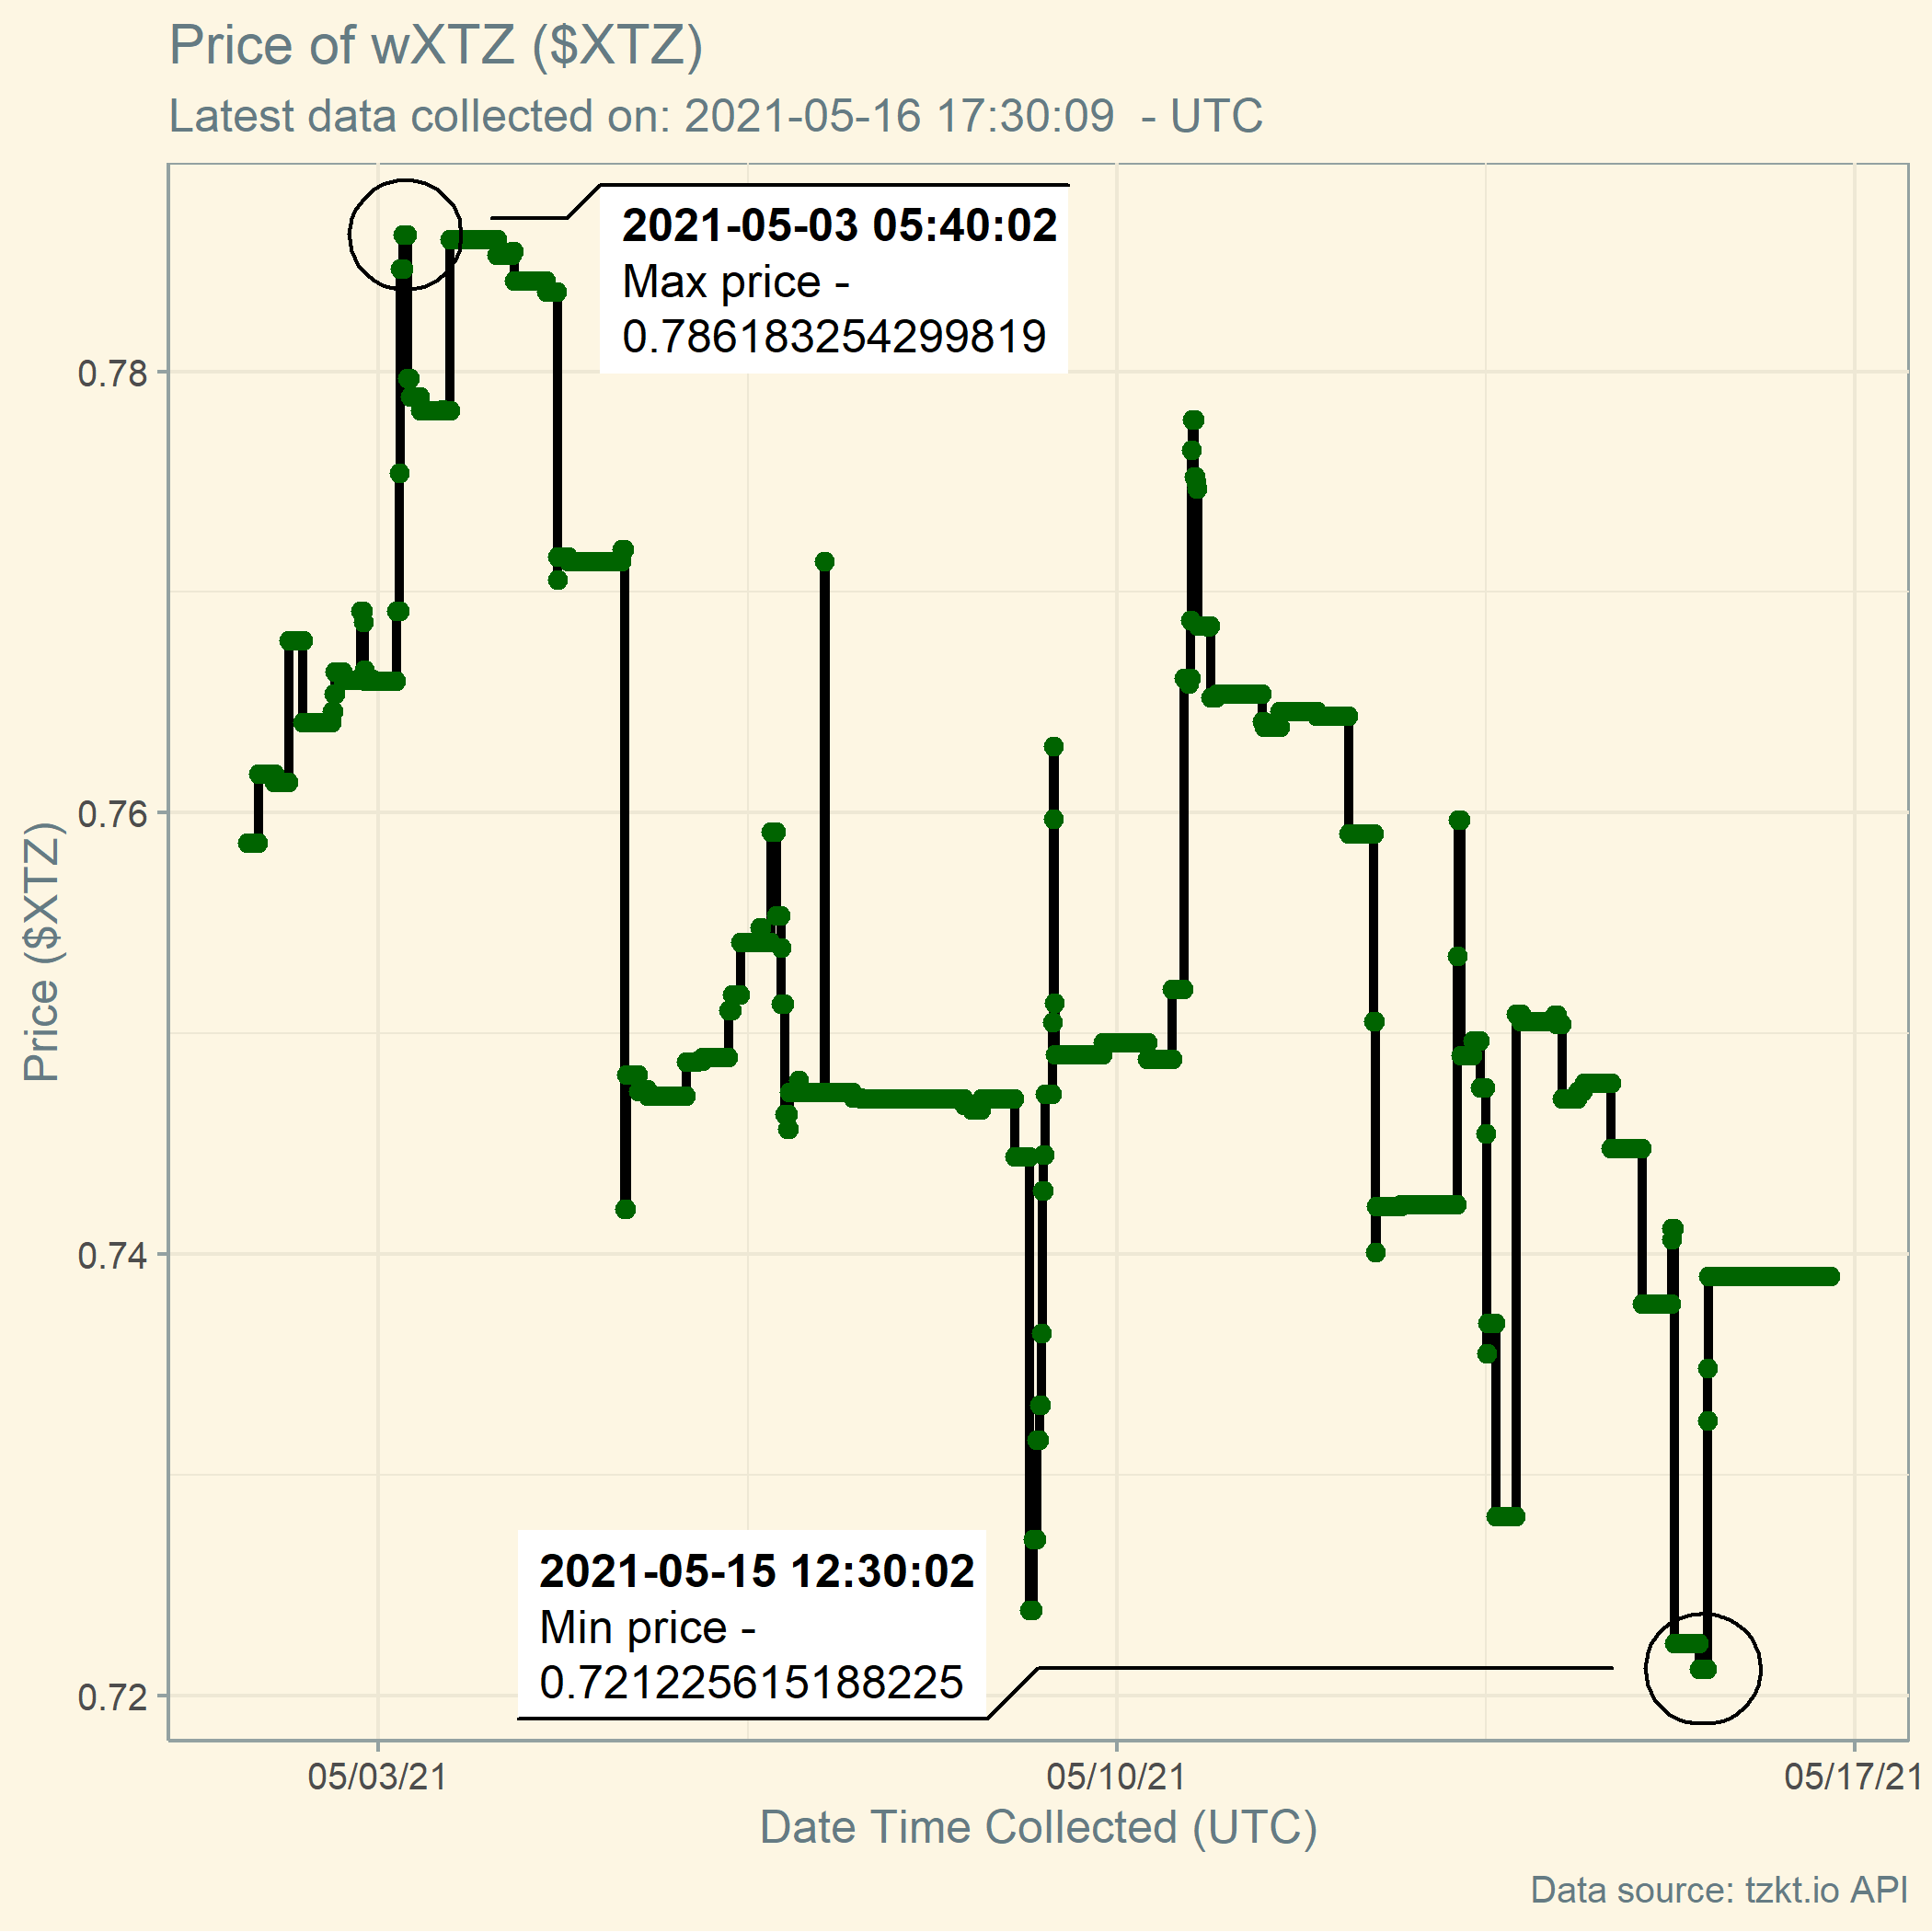 Price of wXTZ ($XTZ)
Latest data collected on: 2021-05-16 17:30:09  - UTC
2021-05-03 05:40:02
Max price -
0.786183254299819
0.78
0.76
0.74
0.72
Price ($XTZ)
2021-05-15 12:30:02
Min price -
0.721225615188225
05/03/21
05/10/21
05/17/21
Date Time Collected (UTC)
Data source: tzkt.io API